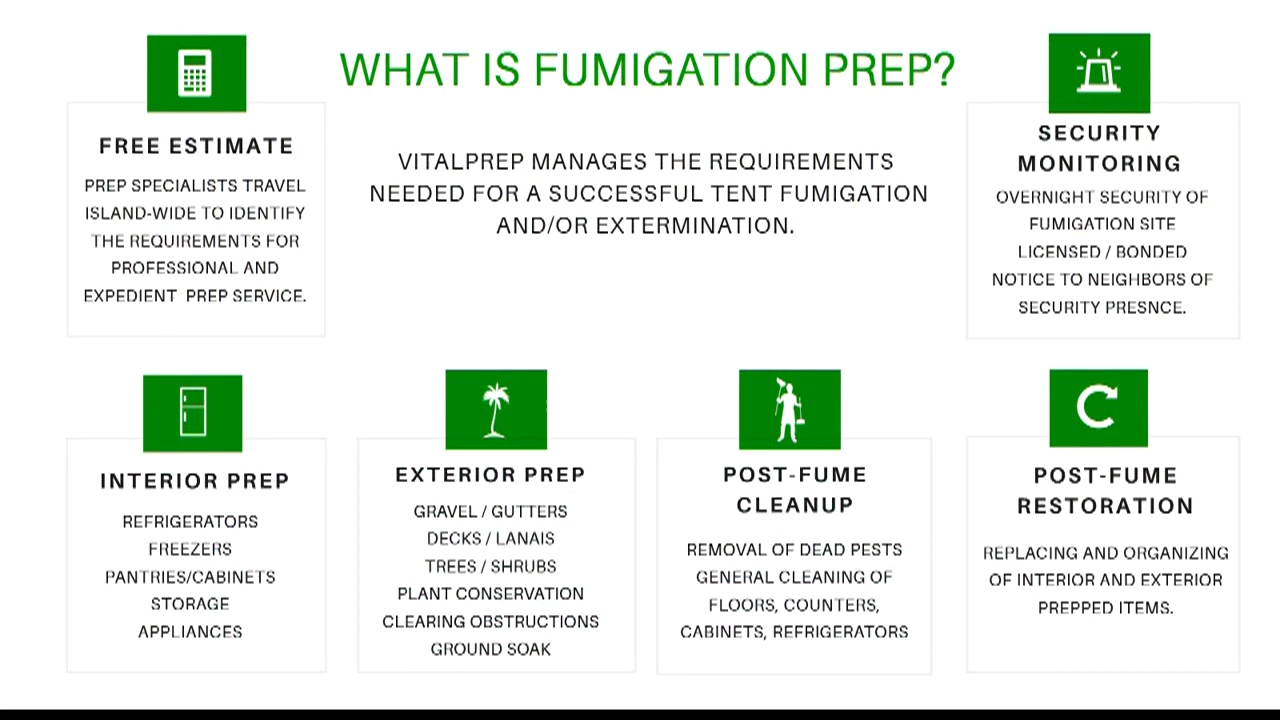 WHAT IS FUMIGATION PREP?
VITALPREP MANAGES THE REQUIREMENTS
NEEDED FOR A SUCCESSFUL TENT FUMIGATION
AND/OR EXTERMINATION.
FREE ESTIMATE
PREP SPECIALISTS TRAVEL
ISLAND-WIDE TO IDENTIFY
THE REQUIREMENTS FOR
PROFESSIONAL AND
EXPEDIENT PREP SERVICE.
SECURITY
MONITORING
OVERNIGHT SECURITY OF
FUMIGATION SITE
LICENSED / BONDED
NOTICE TO NEIGHBORS OF
SECURITY PRESNCE.
INTERIOR PREP
REFRIGERATORS
FREEZERS
PANTRIES/CABINETS
STORAGE
APPLIANCES
EXTERIOR PREP
GRAVEL / GUTTERS
DECKS / LANAIS
TREES / SHRUBS
PLANT CONSERVATION
CLEARING OBSTRUCTIONS
GROUND SOAK
POST-FUME
CLEANUP
REMOVAL OF DEAD PESTS
GENERAL CLEANING OF
FLOORS, COUNTERS,
CABINETS, REFRIGERATORS
POST-FUME
RESTORATION
REPLACING AND ORGANIZING
OF INTERIOR AND EXTERIOR
PREPPED ITEMS.